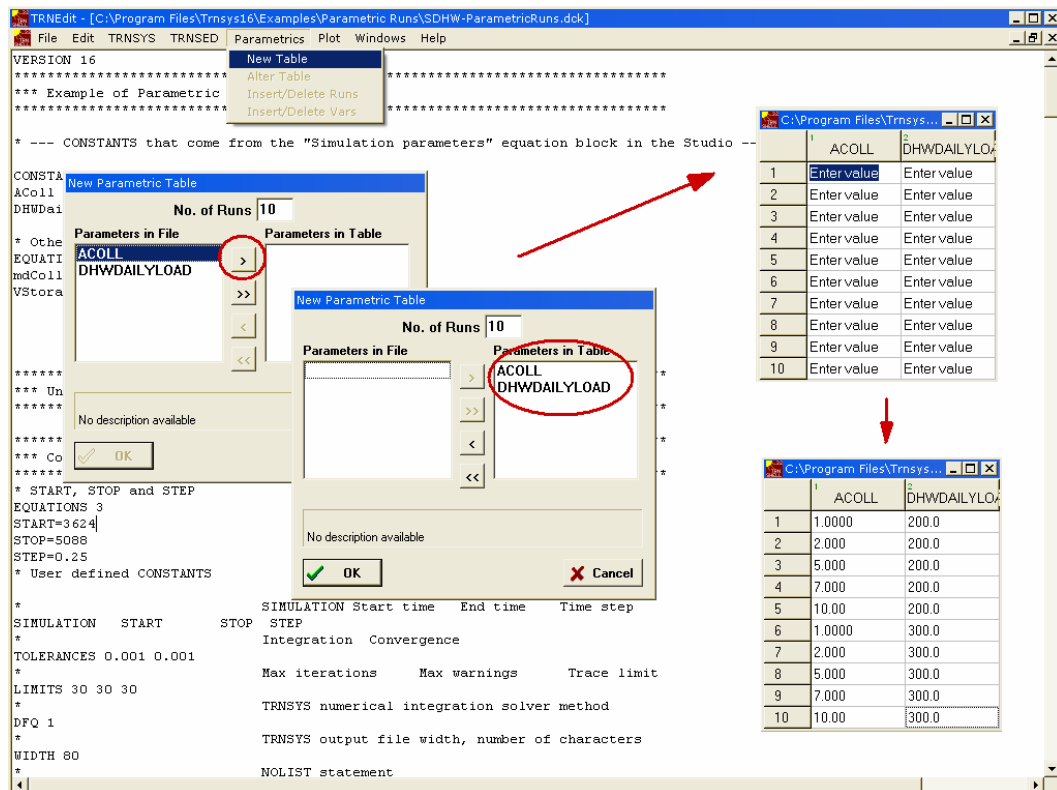 TRNEdit - [C:\Program Files\Trnsys16\Examples\Parametric Runs\SDHW-ParametricRuns.dck]
File Edit TRNSYS TRNSED Parametrics Plot Windows Help
New Table
Alter Table
Insert/Delete Runs
Insert/Delete Vars
VERSION 16
*** Example of Parametric
* --- CONSTANTS that come from the "Simulation parameters" equation block in the Studio --
CONSTA
AColl
DHWDai
* Othe
EQUATI
mdColl
VStora
*** Un
*** Co
* START, STOP and STEP
EQUATIONS 3
START=3624
STOP=5088
STEP=0.25
* User defined CONSTANTS
* SIMULATION Start time End time Time step
SIMULATION START STOP STEP
* Integration Convergence
TOLERANCES 0.001 0.001
* Max iterations Max warnings Trace limit
LIMITS 30 30 30
* TRNSYS numerical integration solver method
DFQ 1
* TRNSYS output file width, number of characters
WIDTH 80
* NOLIST statement
New Parametric Table
No. of Runs 10
Parameters in File Parameters in Table
ACOLL
DHWDAILYLOAD
>
>>
<
<<
No description available
OK
New Parametric Table
No. of Runs 10
Parameters in File Parameters in Table
ACOLL
DHWDAILYLOAD
>
>>
<
<<
No description available
OK Cancel
C:\Program Files\Trnsys...
1 ACOLL 2 DHWDAILYLOA
1 Enter value Enter value
2 Enter value Enter value
3 Enter value Enter value
4 Enter value Enter value
5 Enter value Enter value
6 Enter value Enter value
7 Enter value Enter value
8 Enter value Enter value
9 Enter value Enter value
10 Enter value Enter value
C:\Program Files\Trnsys...
1 ACOLL 2 DHWDAILYLOA
1 1.0000 200.0
2 2.000 200.0
3 5.000 200.0
4 7.000 200.0
5 10.00 200.0
6 1.0000 300.0
7 2.000 300.0
8 5.000 300.0
9 7.000 300.0
10 10.00 300.0